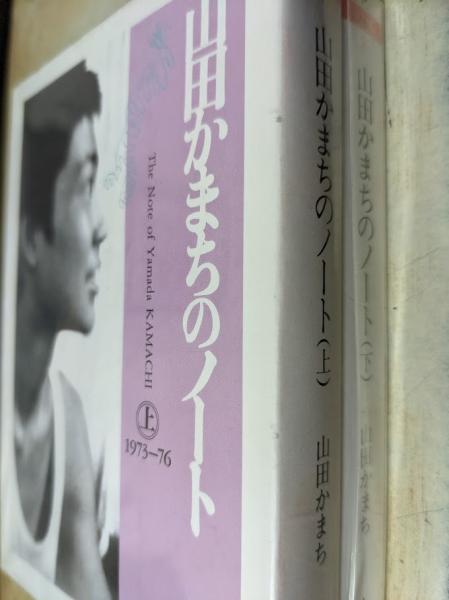 山田かまちのノート
The Note of Yamada KAMACHI
上
1973-76
山田かまちのノート(上)
山田かまち
山田かまちのノート(下)
山田かまち